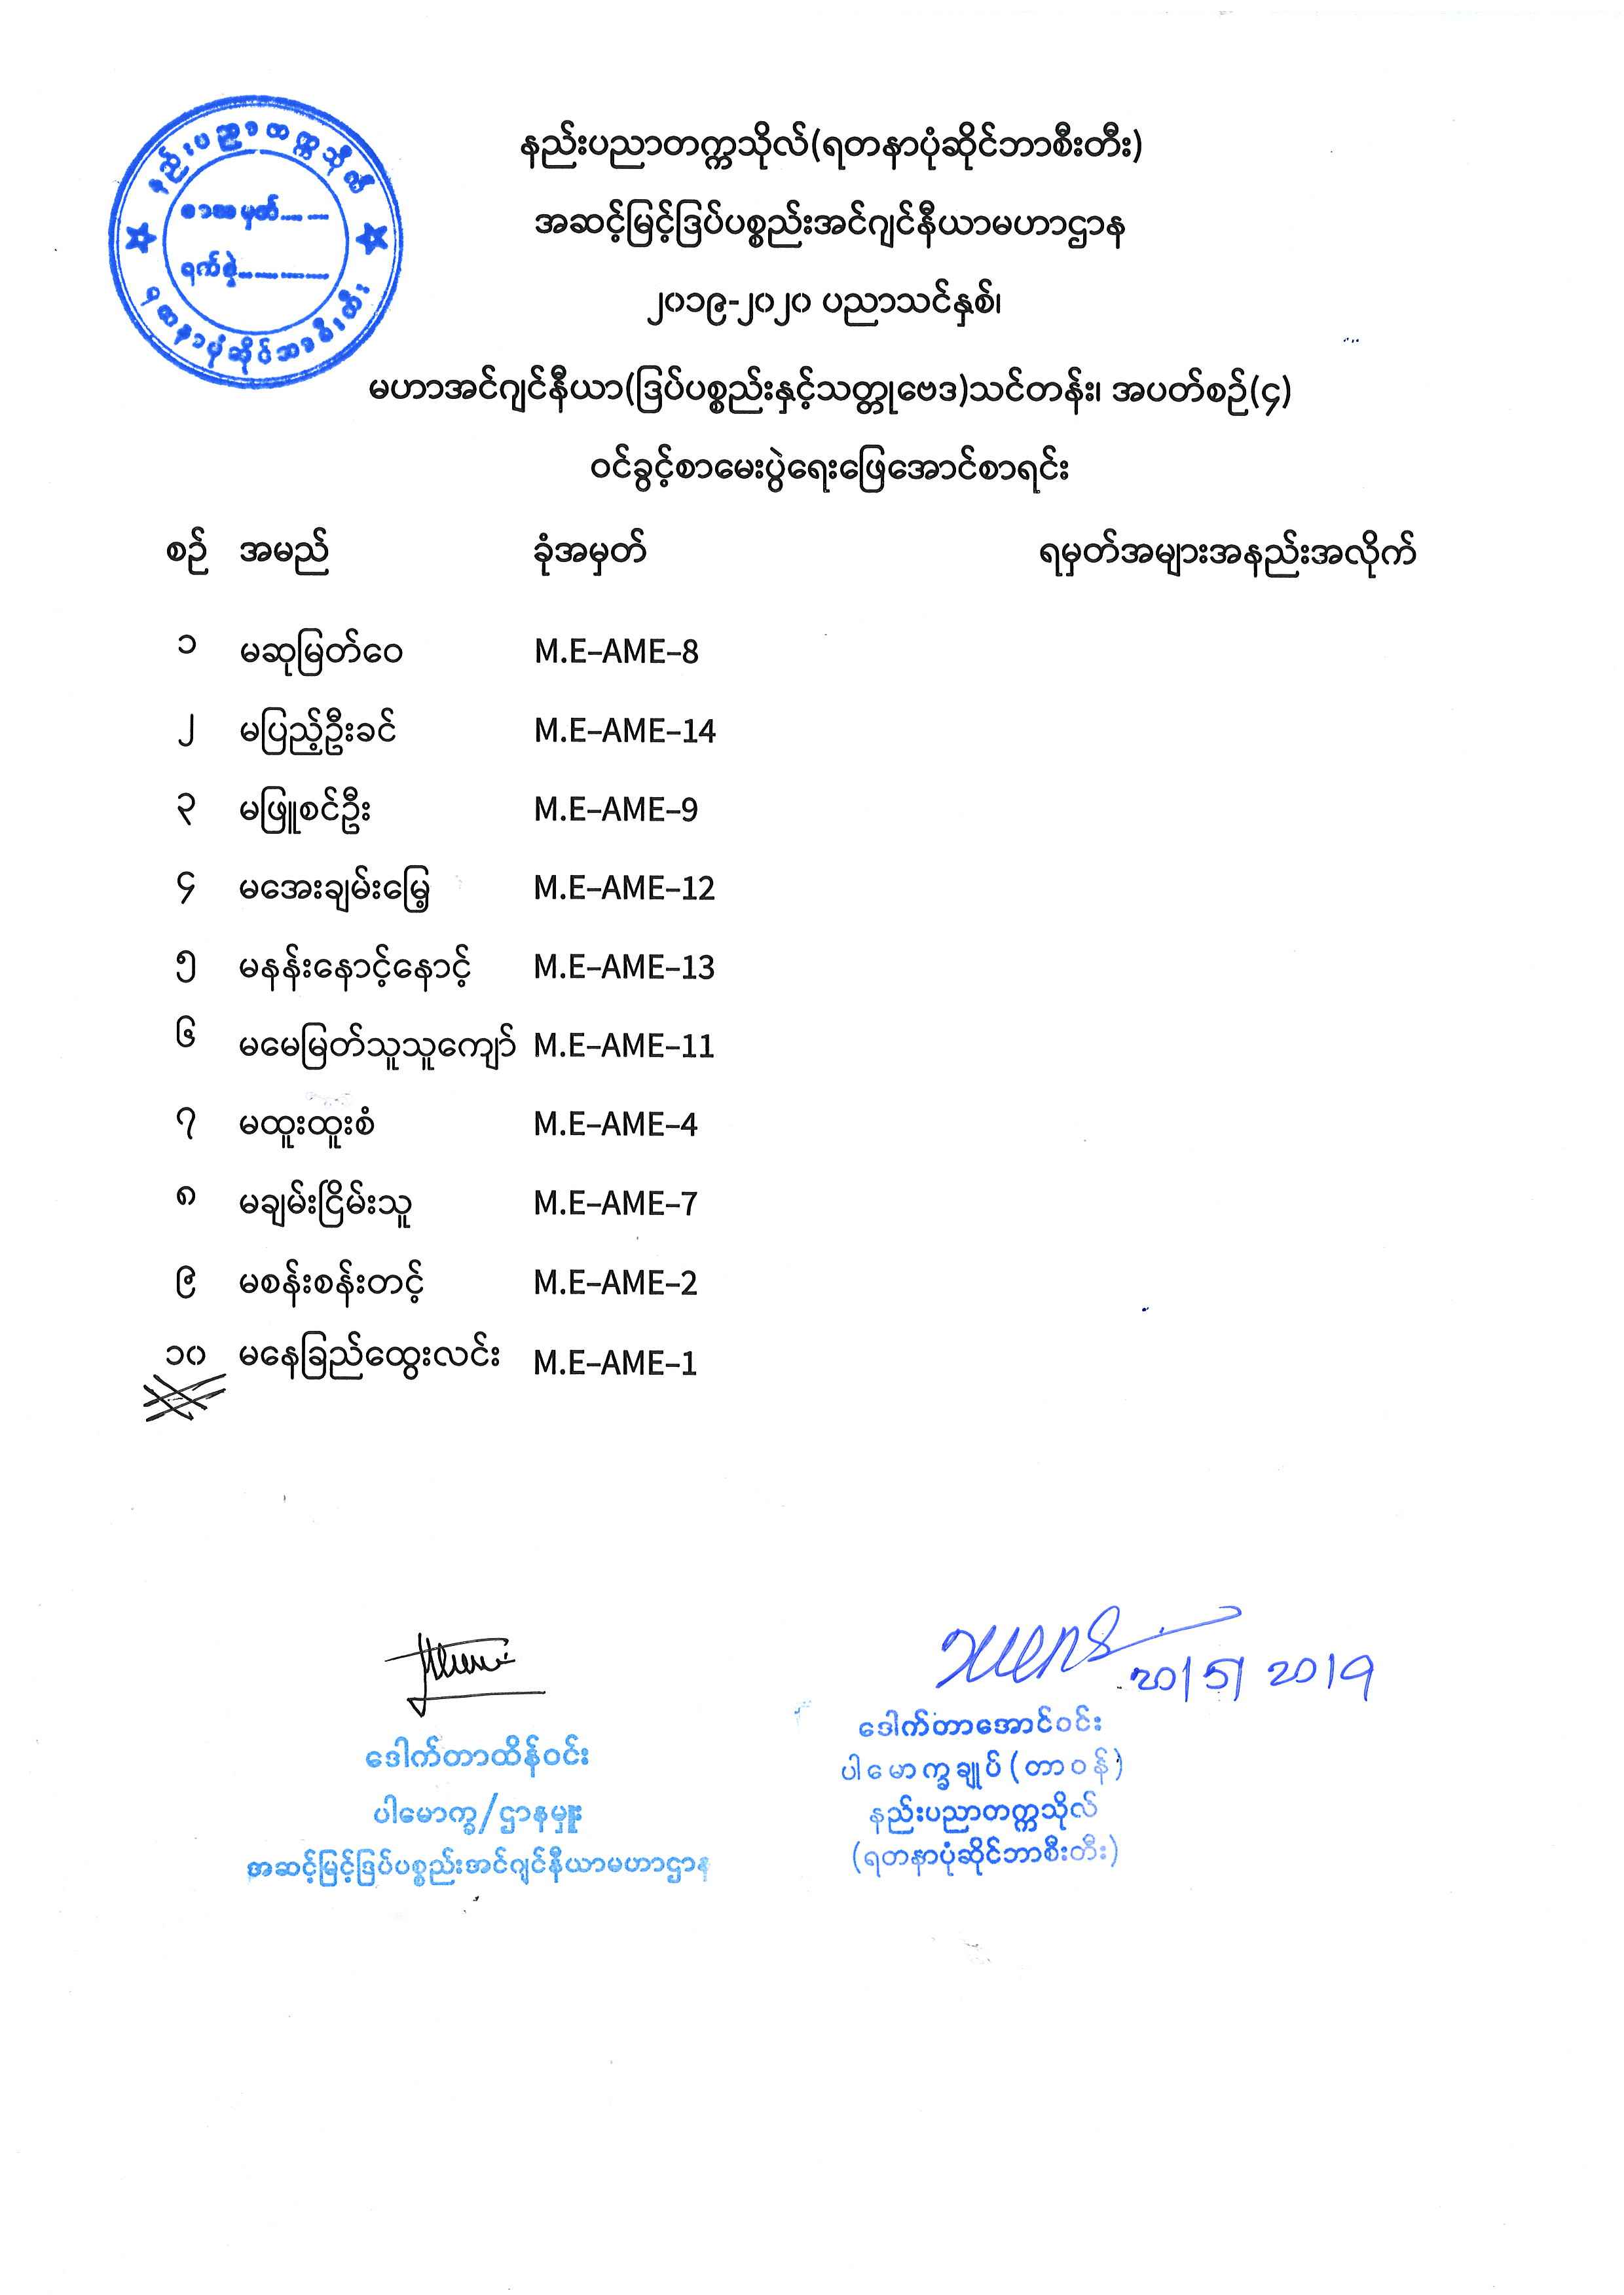 နည်းပညာတက္ကသိုလ်
စာအမှတ်
ရက်စွဲ
ရတနာပုံဆိုင်ဘာစီးတီး
နည်းပညာတက္ကသိုလ်(ရတနာပုံဆိုင်ဘာစီးတီး)
အဆင့်မြင့်ဒြပ်ပစ္စည်းအင်ဂျင်နီယာမဟာဌာန
၂၀၁၉-၂၀၂၀ ပညာသင်နှစ်၊
မဟာအင်ဂျင်နီယာ(ဒြပ်ပစ္စည်းနှင့်သတ္တုဗေဒ)သင်တန်း၊ အပတ်စဉ်(၄)
ဝင်ခွင့်စာမေးပွဲရေးဖြေအောင်စာရင်း
စဉ် အမည် ခုံအမှတ် ရမှတ်အများအနည်းအလိုက်
၁ မဆုမြတ်ဝေ M.E–AME–8
၂ မပြည့်ဦးခင် M.E–AME–14
၃ မဖြူစင်ဦး M.E–AME–9
၄ မအေးချမ်းမြေ့ M.E–AME–12
၅ မနန်းနောင့်နောင့် M.E–AME–13
၆ မမေမြတ်သူသူကျော် M.E–AME–11
၇ မထူးထူးစံ M.E–AME–4
၈ မချမ်းငြိမ်းသူ M.E–AME–7
၉ မစန်းစန်းတင့် M.E–AME–2
၁၀ မနေခြည်ထွေးလင်း M.E–AME–1
20/5/2019
ဒေါက်တာထိန်ဝင်း
ပါမောက္ခ/ဌာနမှူး
အဆင့်မြင့်ဒြပ်ပစ္စည်းအင်ဂျင်နီယာမဟာဌာန
ဒေါက်တာအောင်ဝင်း
ပါမောက္ခချုပ်(တာဝန်)
နည်းပညာတက္ကသိုလ်
(ရတနာပုံဆိုင်ဘာစီးတီး)